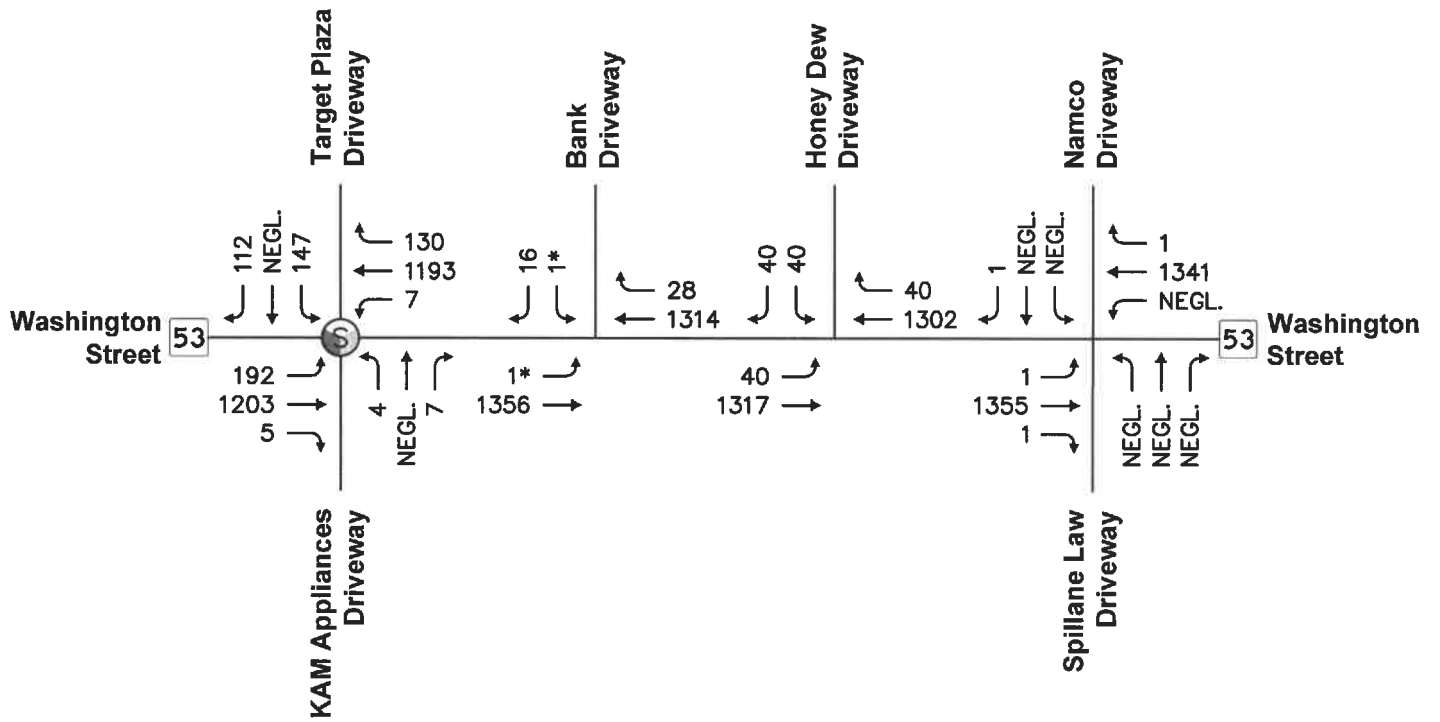 Target Plaza
Driveway
Bank
Driveway
Honey Dew
Driveway
Namco
Driveway
112
NEGL.
147
130
1193
7
16
1*
28
1314
40
40
40
1302
1
NEGL.
NEGL.
1
1341
NEGL.
Washington
Street
53
S
53
Washington
Street
192
1203
5
4
NEGL.
7
1*
1356
40
1317
1
1355
1
NEGL.
NEGL.
NEGL.
KAM Appliances
Driveway
Spillane Law
Driveway